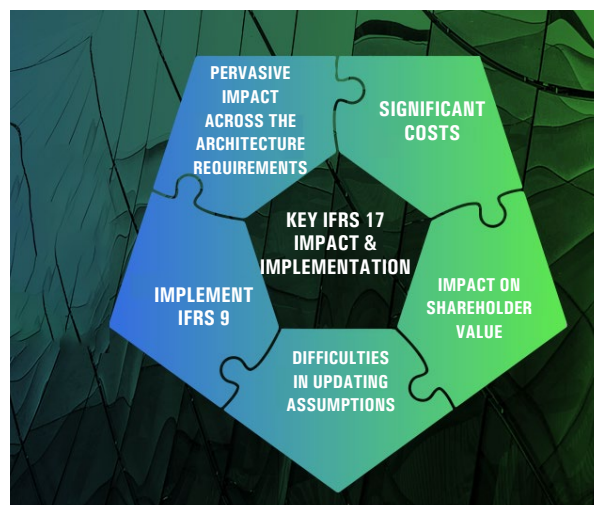 PERVASIVE
IMPACT
ACROSS THE
ARCHITECTURE
REQUIREMENTS
SIGNIFICANT
COSTS
KEY IFRS 17
IMPACT &
IMPLEMENTATION
IMPLEMENT
IFRS 9
IMPACT ON
SHAREHOLDER
VALUE
DIFFICULTIES
IN UPDATING
ASSUMPTIONS